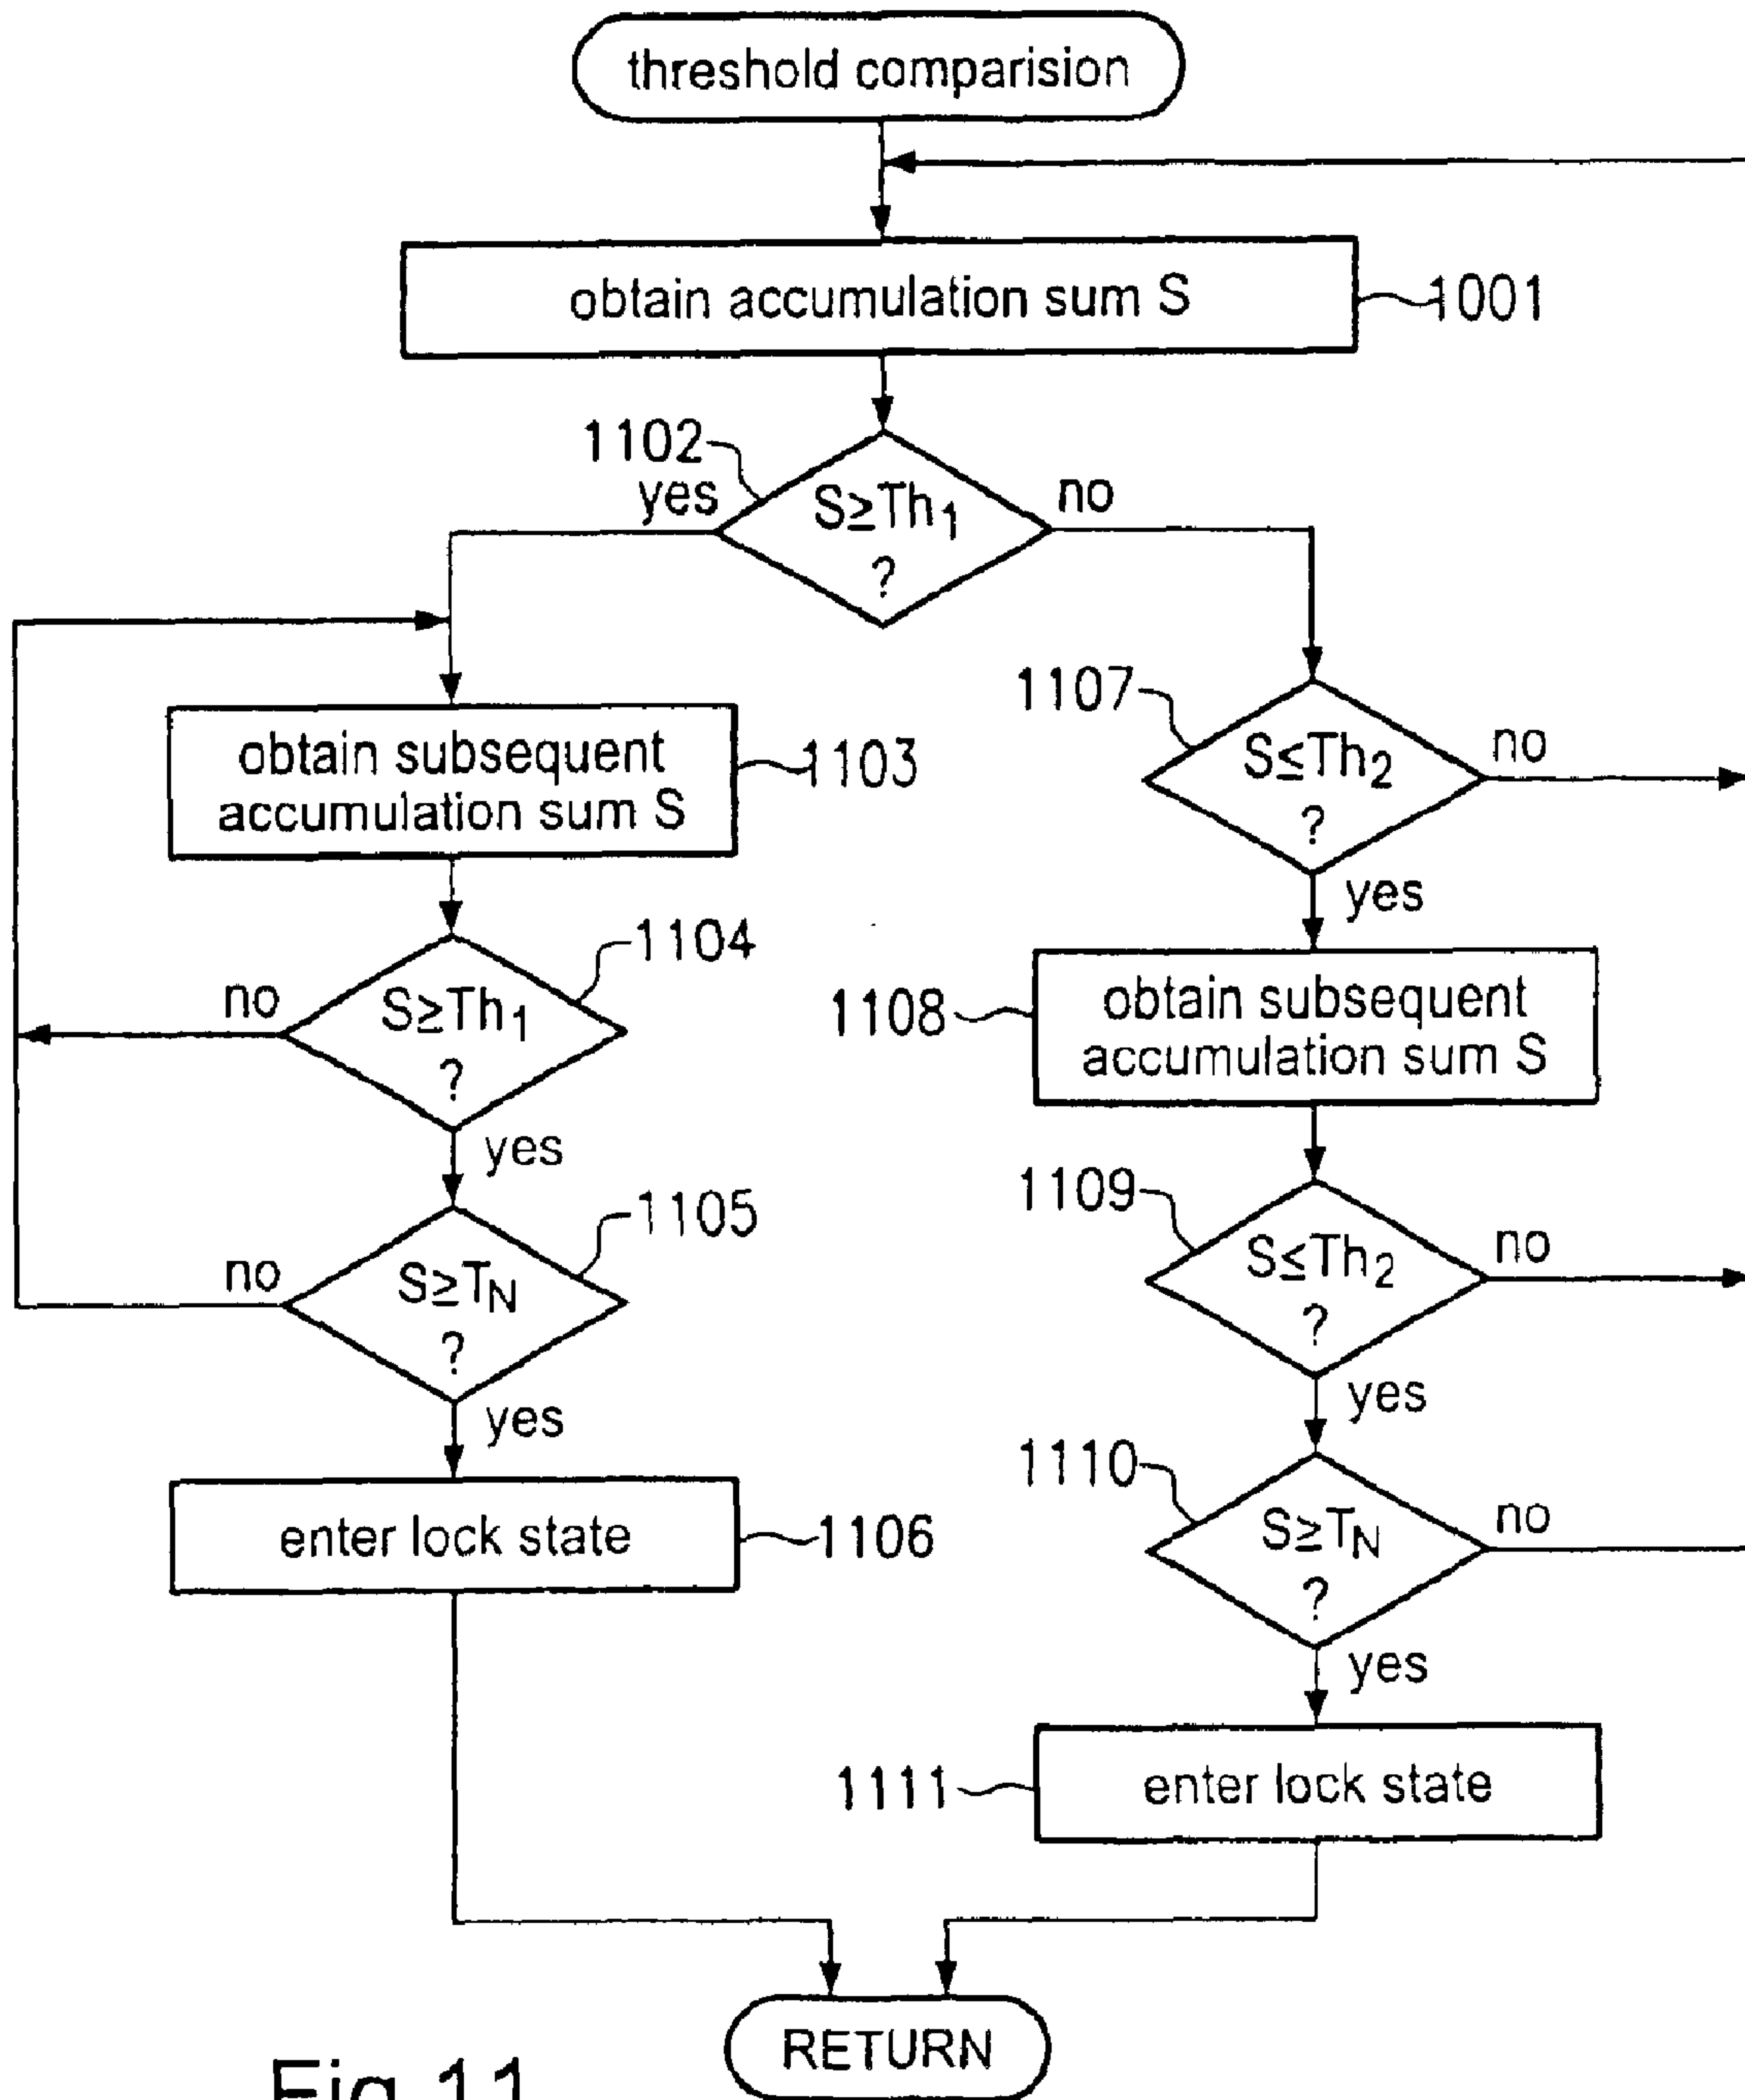 threshold comparision
obtain accumulation sum S
1001
1102
yes
S≥Th1
?
no
obtain subsequent
accumulation sum S
1103
1107
S≤Th2
?
no
yes
1104
no
S≥Th1
?
yes
1108
obtain subsequent
accumulation sum S
1105
no
S≥TN
?
yes
1109
S≤Th2
?
no
yes
enter lock state
1106
1110
S≥TN
?
no
yes
1111
enter lock state
RETURN
Fig.11